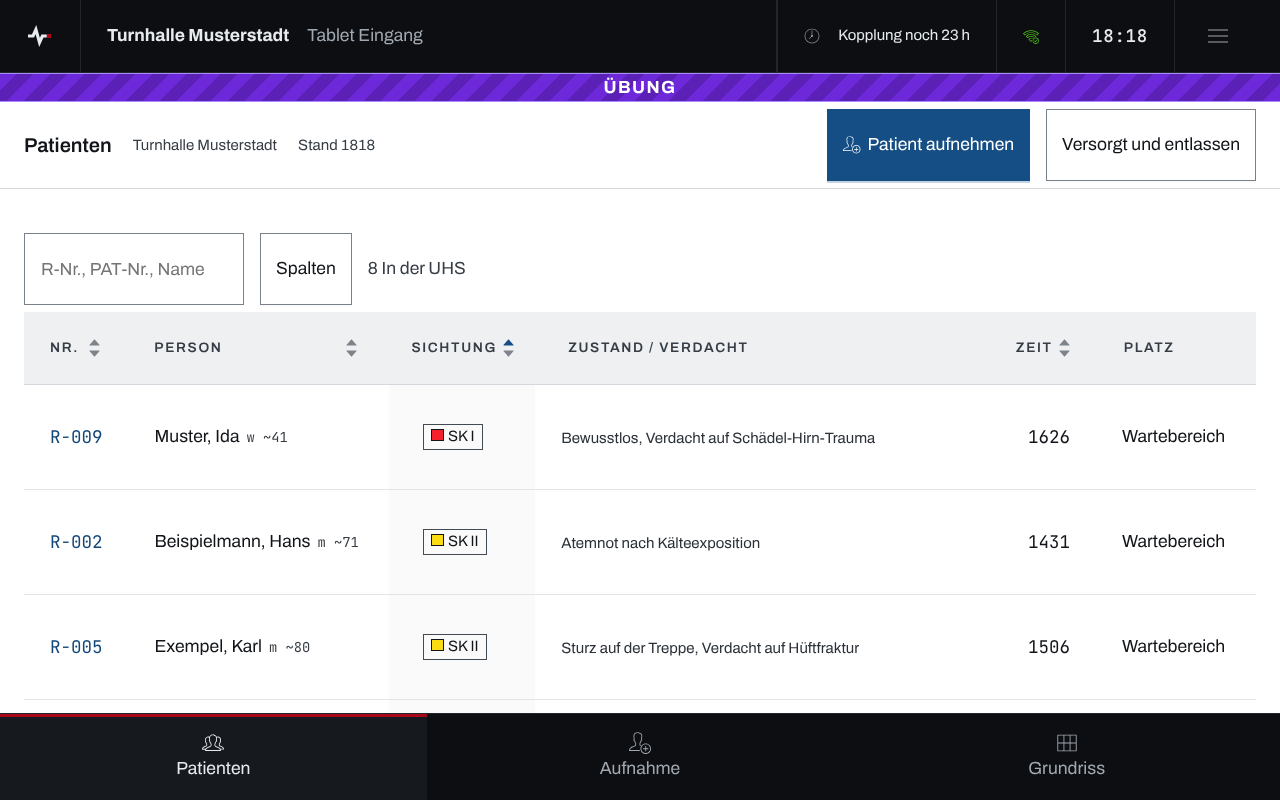 Turnhalle Musterstadt Tablet Eingang Kopplung noch 23 h 18:18
ÜBUNG
Patienten Turnhalle Musterstadt Stand 1818 Patient aufnehmen Versorgt und entlassen
R-Nr., PAT-Nr., Name Spalten 8 In der UHS
NR. PERSON SICHTUNG ZUSTAND / VERDACHT ZEIT PLATZ
R-009 Muster, Ida w ~41 SK I Bewusstlos, Verdacht auf Schädel-Hirn-Trauma 1626 Wartebereich
R-002 Beispielmann, Hans m ~71 SK II Atemnot nach Kälteexposition 1431 Wartebereich
R-005 Exempel, Karl m ~80 SK II Sturz auf der Treppe, Verdacht auf Hüftfraktur 1506 Wartebereich
Patienten Aufnahme Grundriss